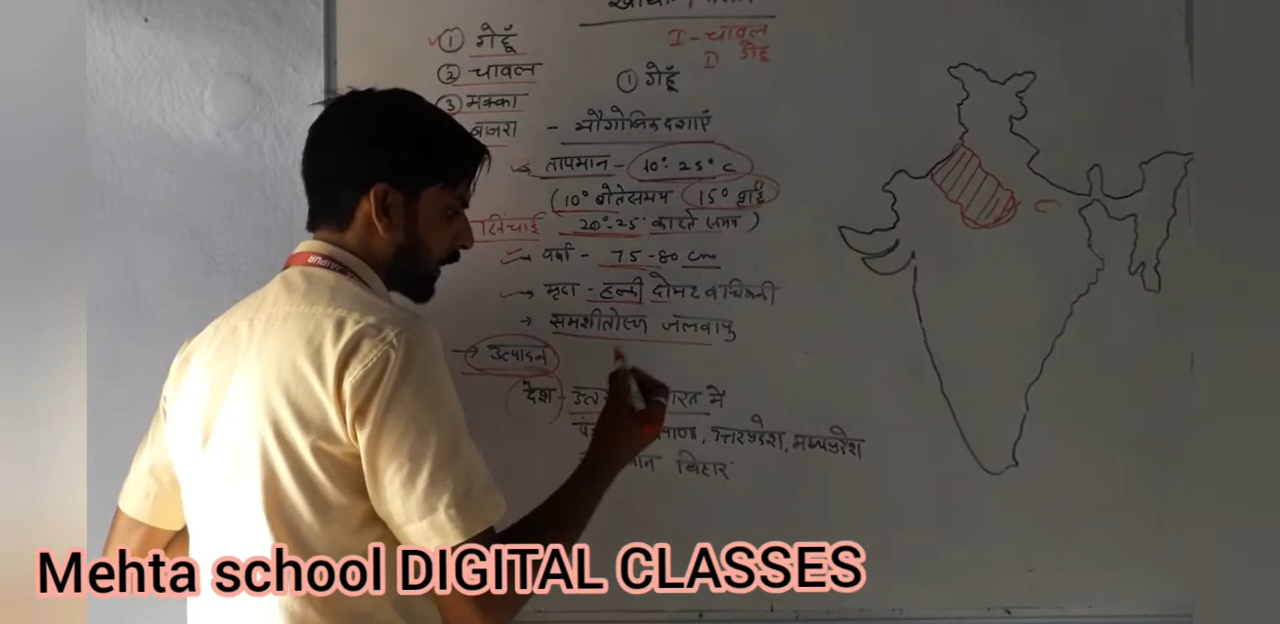 ① गेहूँ
② चावल
③ मक्का
बाजरा
I - चावल
① गेहूँ
- भौगोलिक दशाएँ
तापमान - 10°-25° C
(10° बोते समय 15°
सिंचाई 20°-25° काटते समय)
वर्षा - 75-80 cm
→ मृदा - हल्की दोमट व चिकनी
→ समशीतोष्ण जलवायु
→ उत्पादन
देश - में
उत्तरप्रदेश, मध्यप्रदेश
बिहार
JAIPUR
Mehta school DIGITAL CLASSES